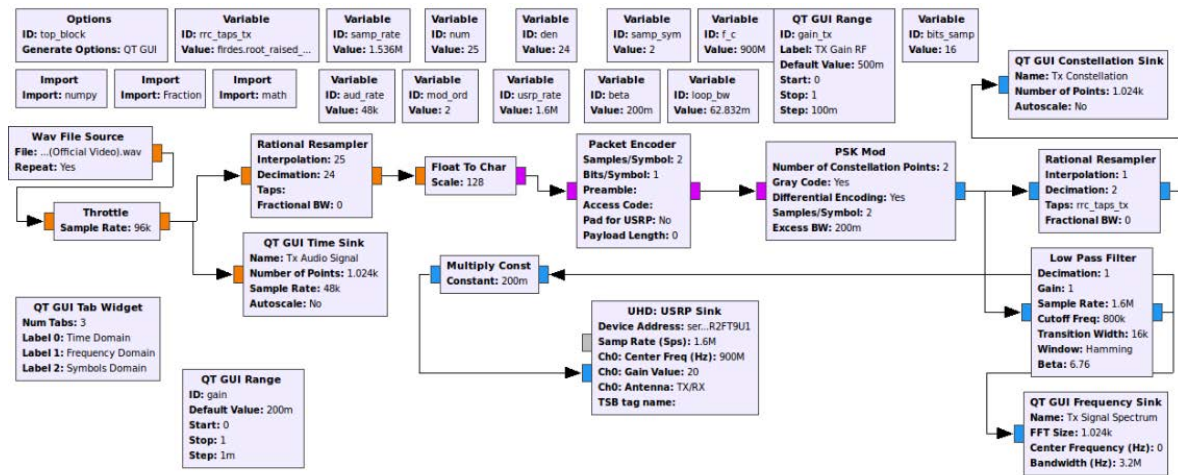 Options
ID: top_block
Generate Options: QT GUI
Variable
ID: rrc_taps_tx
Value: firdes.root_raised_...
Variable
ID: samp_rate
Value: 1.536M
Variable
ID: num
Value: 25
Variable
ID: den
Value: 24
Variable
ID: samp_sym
Value: 2
Variable
ID: f_c
Value: 900M
QT GUI Range
ID: gain_tx
Label: TX Gain RF
Default Value: 500m
Start: 0
Stop: 1
Step: 100m
Variable
ID: bits_samp
Value: 16
QT GUI Constellation Sink
Name: Tx Constellation
Number of Points: 1.024k
Autoscale: No
Import
Import: numpy
Import
Import: Fraction
Import
Import: math
Variable
ID: aud_rate
Value: 48k
Variable
ID: mod_ord
Value: 2
Variable
ID: usrp_rate
Value: 1.6M
Variable
ID: beta
Value: 200m
Variable
ID: loop_bw
Value: 62.832m
Wav File Source
File: ...(Official Video).wav
Repeat: Yes
Throttle
Sample Rate: 96k
Rational Resampler
Interpolation: 25
Decimation: 24
Taps:
Fractional BW: 0
Float To Char
Scale: 128
Packet Encoder
Samples/Symbol: 2
Bits/Symbol: 1
Preamble:
Access Code:
Pad for USRP: No
Payload Length: 0
PSK Mod
Number of Constellation Points: 2
Gray Code: Yes
Differential Encoding: Yes
Samples/Symbol: 2
Excess BW: 200m
Rational Resampler
Interpolation: 1
Decimation: 2
Taps: rrc_taps_tx
Fractional BW: 0
QT GUI Time Sink
Name: Tx Audio Signal
Number of Points: 1.024k
Sample Rate: 48k
Autoscale: No
Multiply Const
Constant: 200m
Low Pass Filter
Decimation: 1
Gain: 1
Sample Rate: 1.6M
Cutoff Freq: 800k
Transition Width: 16k
Window: Hamming
Beta: 6.76
QT GUI Tab Widget
Num Tabs: 3
Label 0: Time Domain
Label 1: Frequency Domain
Label 2: Symbols Domain
UHD: USRP Sink
Device Address: ser...R2FT9U1
Samp Rate (Sps): 1.6M
Ch0: Center Freq (Hz): 900M
Ch0: Gain Value: 20
Ch0: Antenna: TX/RX
TSB tag name:
QT GUI Range
ID: gain
Default Value: 200m
Start: 0
Stop: 1
Step: 1m
QT GUI Frequency Sink
Name: Tx Signal Spectrum
FFT Size: 1.024k
Center Frequency (Hz): 0
Bandwidth (Hz): 3.2M